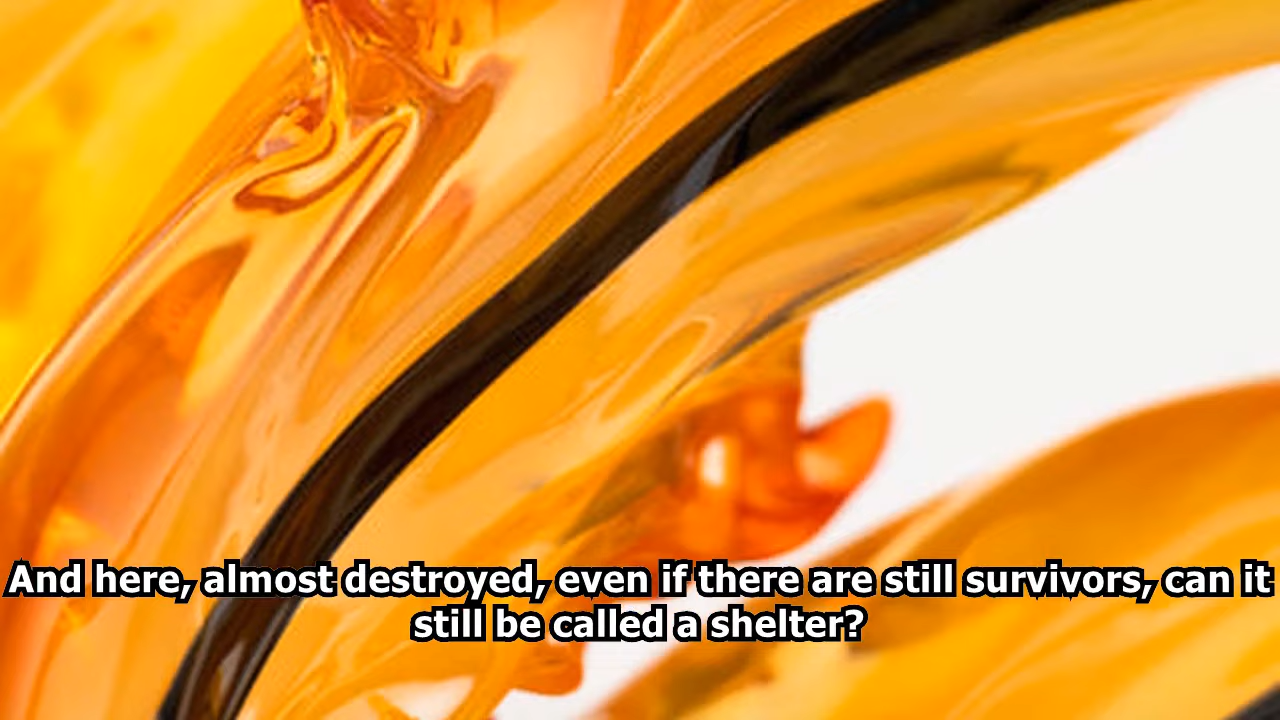 And here, almost destroyed, even if there are still survivors, can it
still be called a shelter?